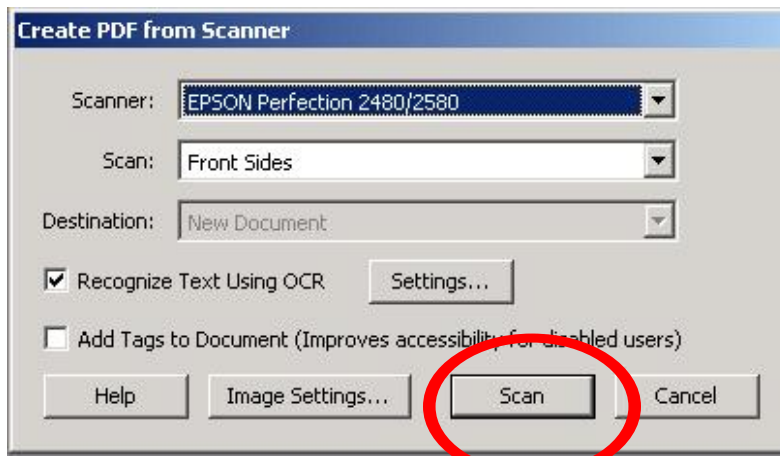 Create PDF from Scanner
Scanner: EPSON Perfection 2480/2580
Scan: Front Sides
Destination: New Document
Recognize Text Using OCR Settings...
Add Tags to Document (Improves accessibility for disabled users)
Help Image Settings... Scan Cancel